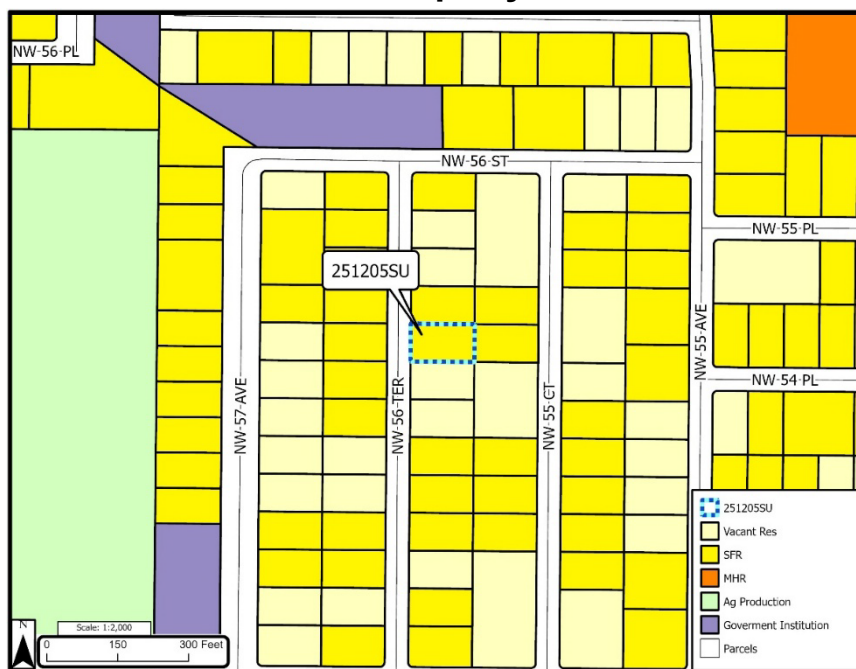 NW-56-PL
NW-56-ST
NW-55-PL
251205SU
NW-57-AVE
NW-56-TER
NW-55-CT
NW-55-AVE
NW-54-PL
251205SU
Vacant Res
SFR
MHR
Ag Production
Goverment Institution
Parcels
N
Scale: 1:2,000
0 150 300 Feet